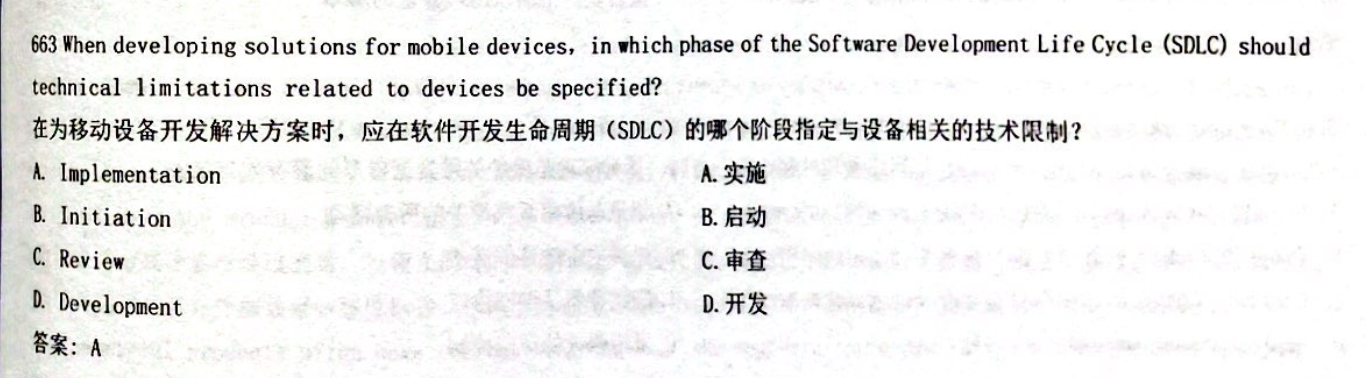 663 When developing solutions for mobile devices, in which phase of the Software Development Life Cycle (SDLC) should
technical limitations related to devices be specified?
在为移动设备开发解决方案时，应在软件开发生命周期（SDLC）的哪个阶段指定与设备相关的技术限制？
A. Implementation A. 实施
B. Initiation B. 启动
C. Review C. 审查
D. Development D. 开发
答案：A